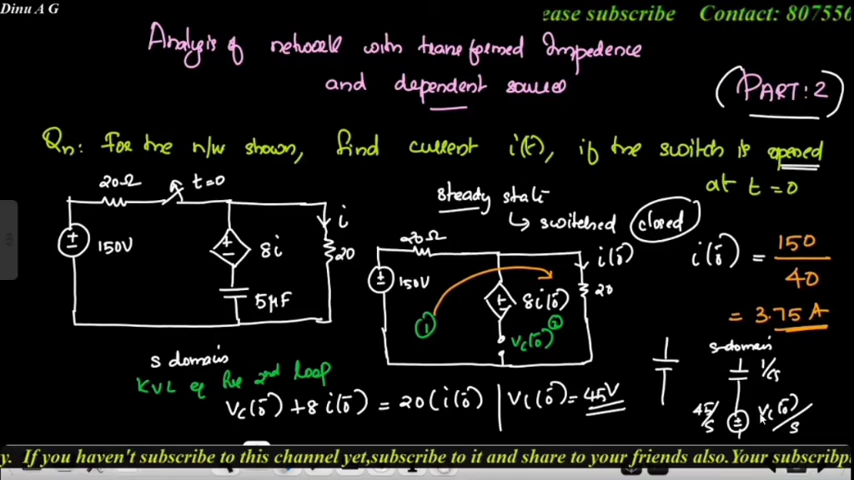 Dinu A G
ease subscribe Contact: 807556
Analysis of network with transformed Impedence
and dependent source
(PART: 2)
Qn: For the n/w shown, find current i(t), if the switch is opened
at t = 0
20Ω t=0
150V
8i
5μF
i
20
steady state
↳ switched closed
20Ω
150V
8i(0⁻)
Vc(0⁻)
i(0⁻)
20
①
②
i(0⁻) = 150
40
= 3.75 A
s domain
KVL eq for 2nd loop
Vc(0⁻) + 8i(0⁻) = 20(i(0⁻) | Vc(0⁻) = 45V
s-domain
1/Cs
45/s
Vc(0⁻)/s
y. If you haven't subscribe to this channel yet,subscribe to it and share to your friends also.Your subscribp